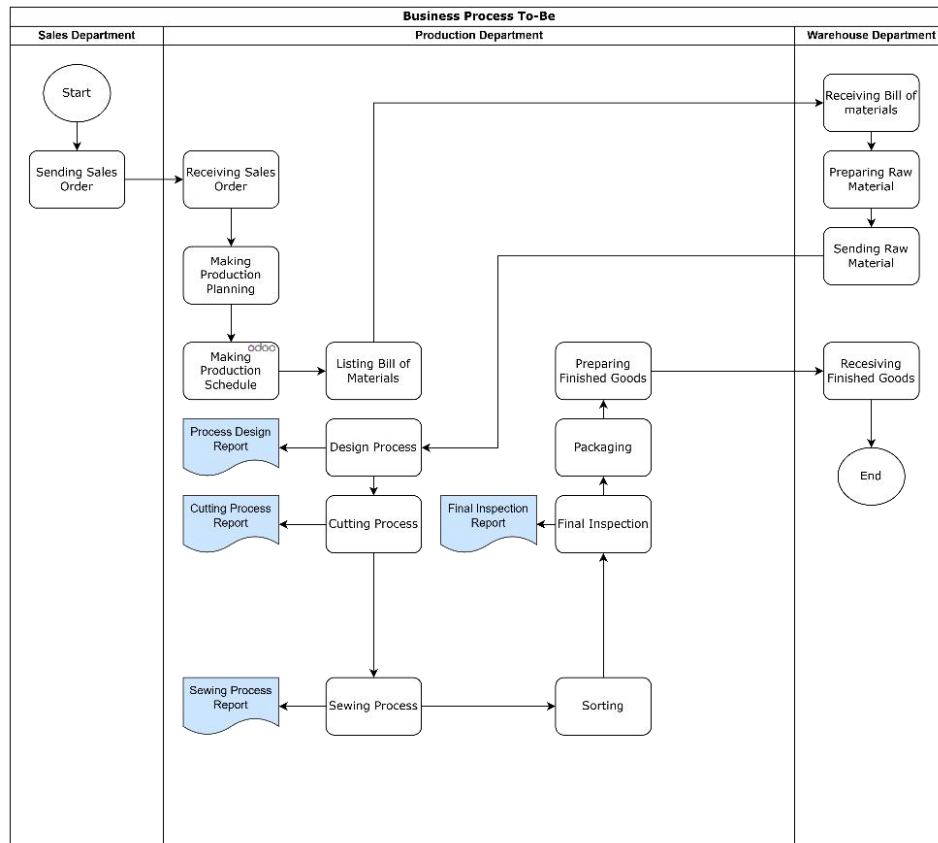 Business Process To-Be
Sales Department
Production Department
Warehouse Department
Start
Sending Sales
Order
Receiving Sales
Order
Making
Production
Planning
odoo
Making
Production
Schedule
Listing Bill of
Materials
Receiving Bill of
materials
Preparing Raw
Material
Sending Raw
Material
Process Design
Report
Design Process
Cutting Process
Report
Cutting Process
Sewing Process
Report
Sewing Process
Sorting
Final Inspection
Report
Final Inspection
Packaging
Preparing
Finished Goods
Recesiving
Finished Goods
End